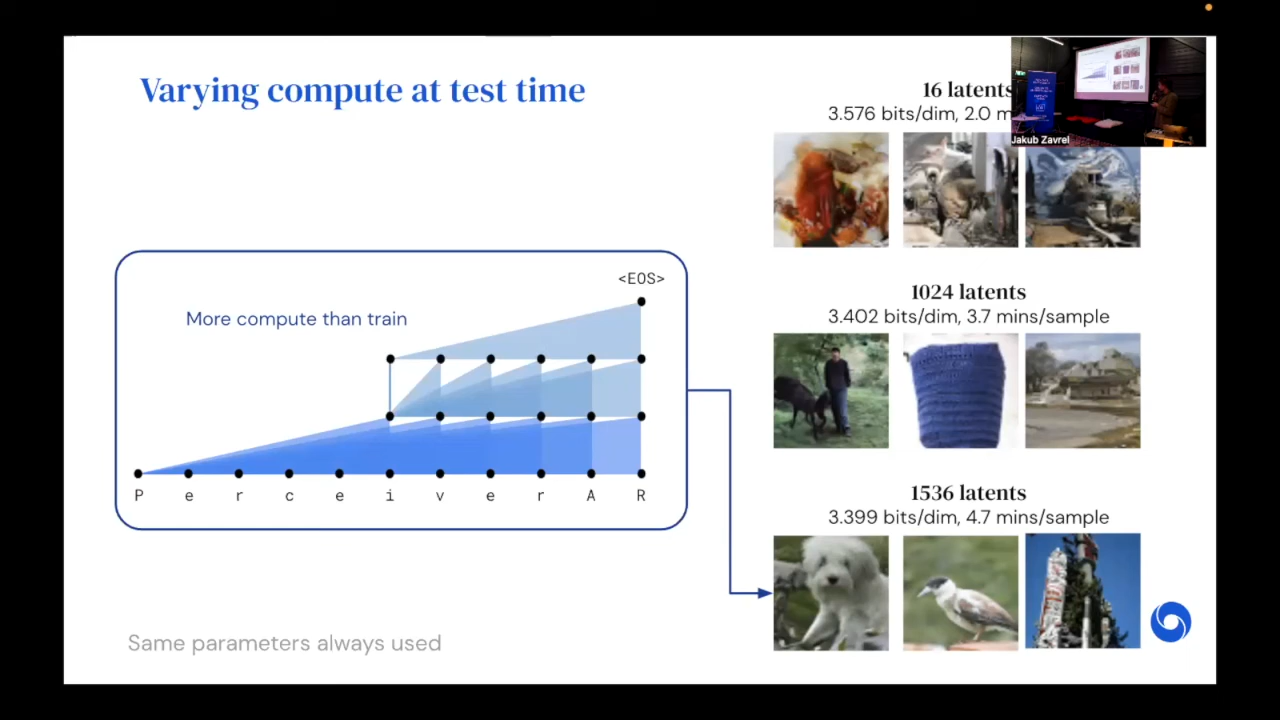 Varying compute at test time
16 latents
3.576 bits/dim, 2.0 m
Jakub Zavrel
<EOS>
More compute than train
P e r c e i v e r A R
1024 latents
3.402 bits/dim, 3.7 mins/sample
1536 latents
3.399 bits/dim, 4.7 mins/sample
Same parameters always used